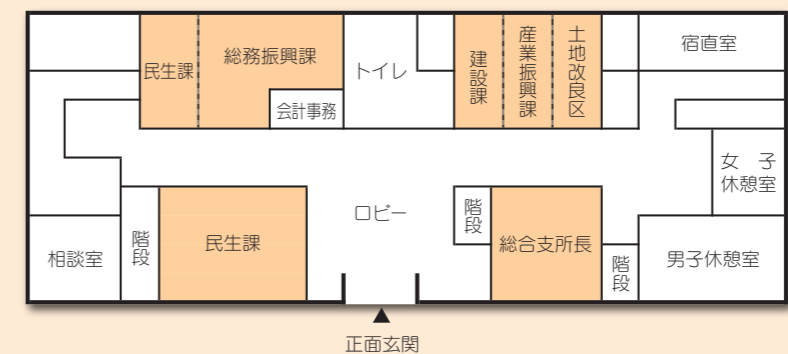 民生課
総務振興課
会計事務
トイレ
建設課
産業振興課
土地改良区
宿直室
女子
休憩室
ロビー
相談室
階段
民生課
階段
総合支所長
階段
男子休憩室
▲
正面玄関